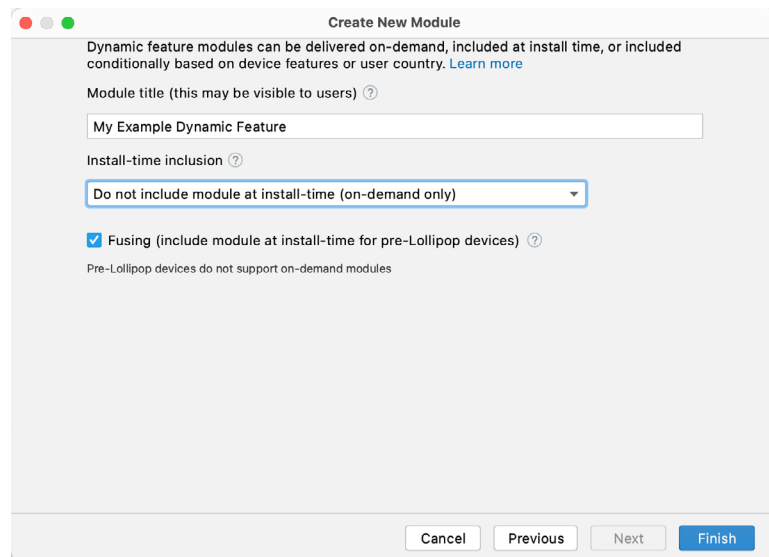 Create New Module
Dynamic feature modules can be delivered on-demand, included at install time, or included
conditionally based on device features or user country. Learn more
Module title (this may be visible to users) ?
My Example Dynamic Feature
Install-time inclusion ?
Do not include module at install-time (on-demand only)
Fusing (include module at install-time for pre-Lollipop devices) ?
Pre-Lollipop devices do not support on-demand modules
Cancel Previous Next Finish